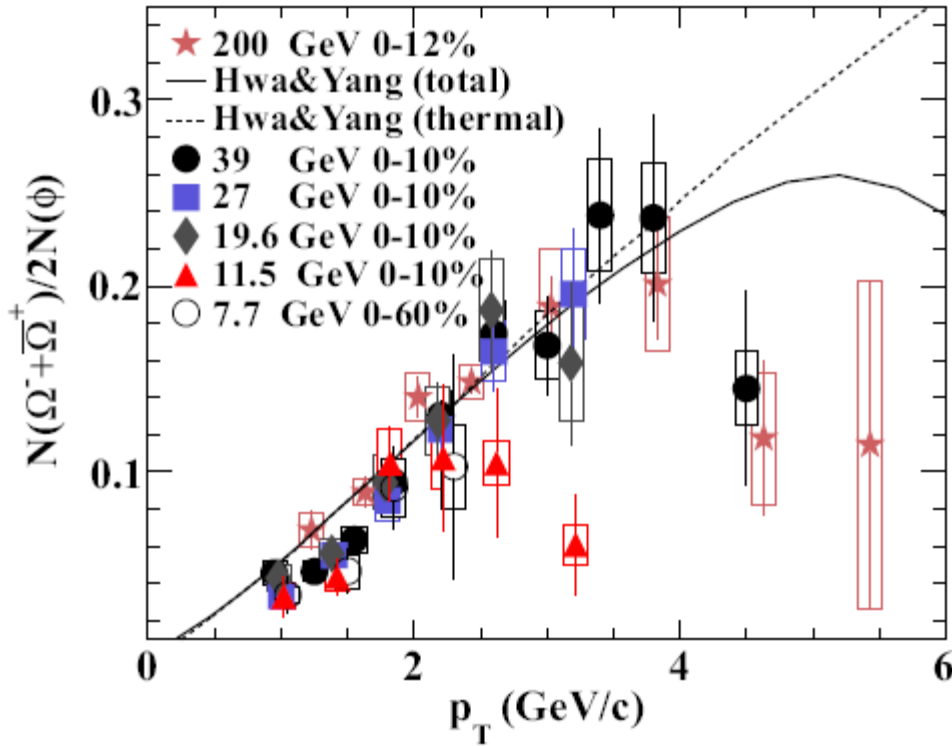 200 GeV 0-12%
Hwa&Yang (total)
Hwa&Yang (thermal)
39 GeV 0-10%
27 GeV 0-10%
19.6 GeV 0-10%
11.5 GeV 0-10%
7.7 GeV 0-60%
N(Ω⁻+Ω̅⁺)/2N(ϕ)
0.3
0.2
0.1
0 2 4 6
p_T (GeV/c)